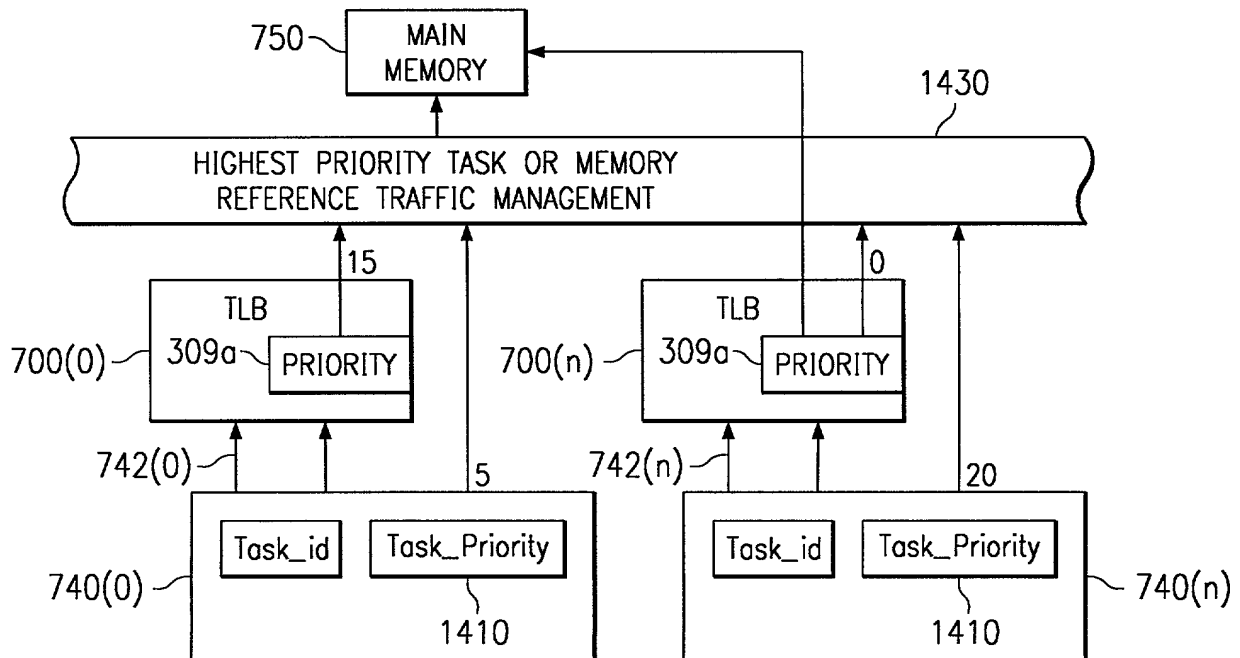 750
MAIN
MEMORY
1430
HIGHEST PRIORITY TASK OR MEMORY
REFERENCE TRAFFIC MANAGEMENT
15
0
TLB
TLB
700(0)
309a
PRIORITY
700(n)
309a
PRIORITY
742(0)
5
742(n)
20
Task_id
Task_Priority
Task_id
Task_Priority
740(0)
740(n)
1410
1410